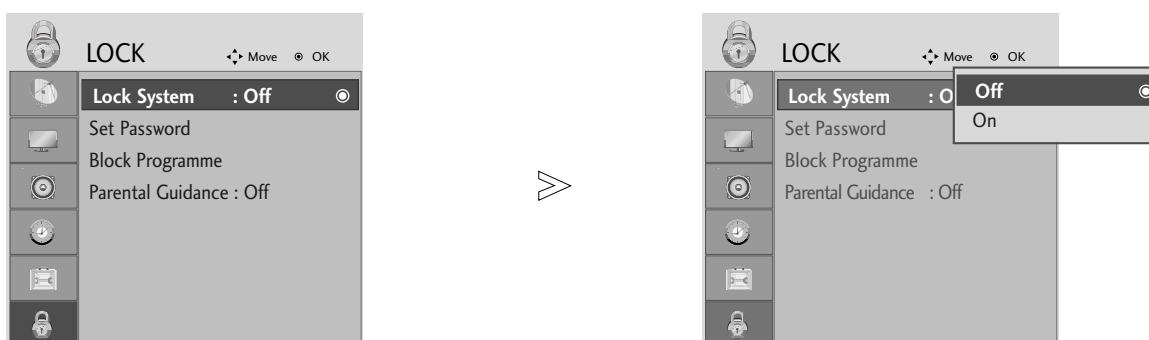 LOCK Move OK
Lock System : Off
Set Password
Block Programme
Parental Guidance : Off
LOCK Move OK
Lock System : O
Off
On
Set Password
Block Programme
Parental Guidance : Off